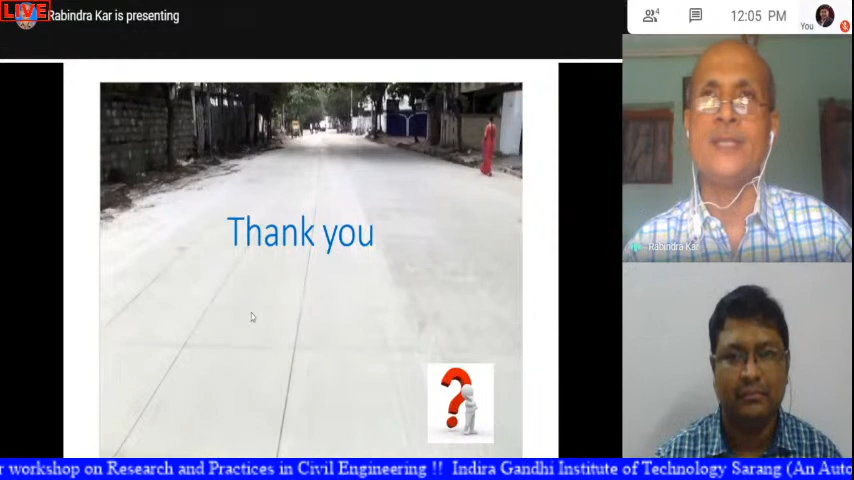 LIVE
Rabindra Kar is presenting
4
12:05 PM
You
Thank you
Rabindra Kar
r workshop on Research and Practices in Civil Engineering !! Indira Gandhi Institute of Technology Sarang (An Auto